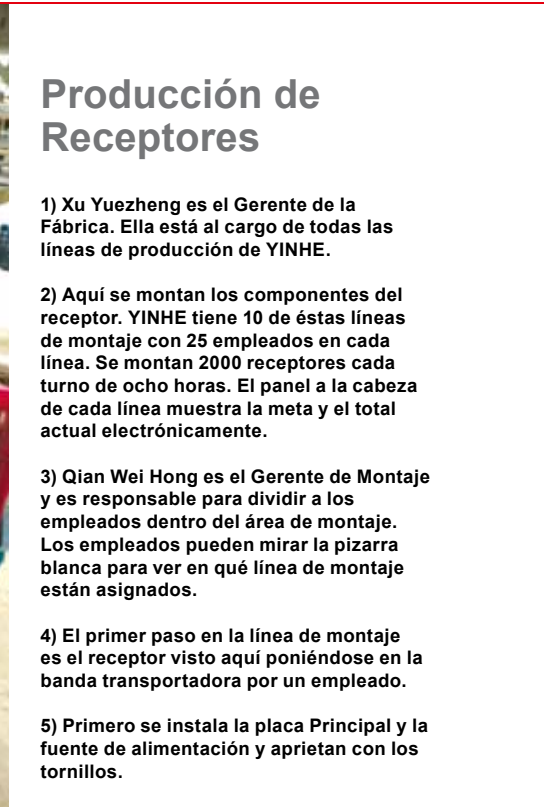 Producción de
Receptores
1) Xu Yuezheng es el Gerente de la
Fábrica. Ella está al cargo de todas las
líneas de producción de YINHE.
2) Aquí se montan los componentes del
receptor. YINHE tiene 10 de éstas líneas
de montaje con 25 empleados en cada
línea. Se montan 2000 receptores cada
turno de ocho horas. El panel a la cabeza
de cada línea muestra la meta y el total
actual electrónicamente.
3) Qian Wei Hong es el Gerente de Montaje
y es responsable para dividir a los
empleados dentro del área de montaje.
Los empleados pueden mirar la pizarra
blanca para ver en qué línea de montaje
están asignados.
4) El primer paso en la línea de montaje
es el receptor visto aquí poniéndose en la
banda transportadora por un empleado.
5) Primero se instala la placa Principal y la
fuente de alimentación y aprietan con los
tornillos.